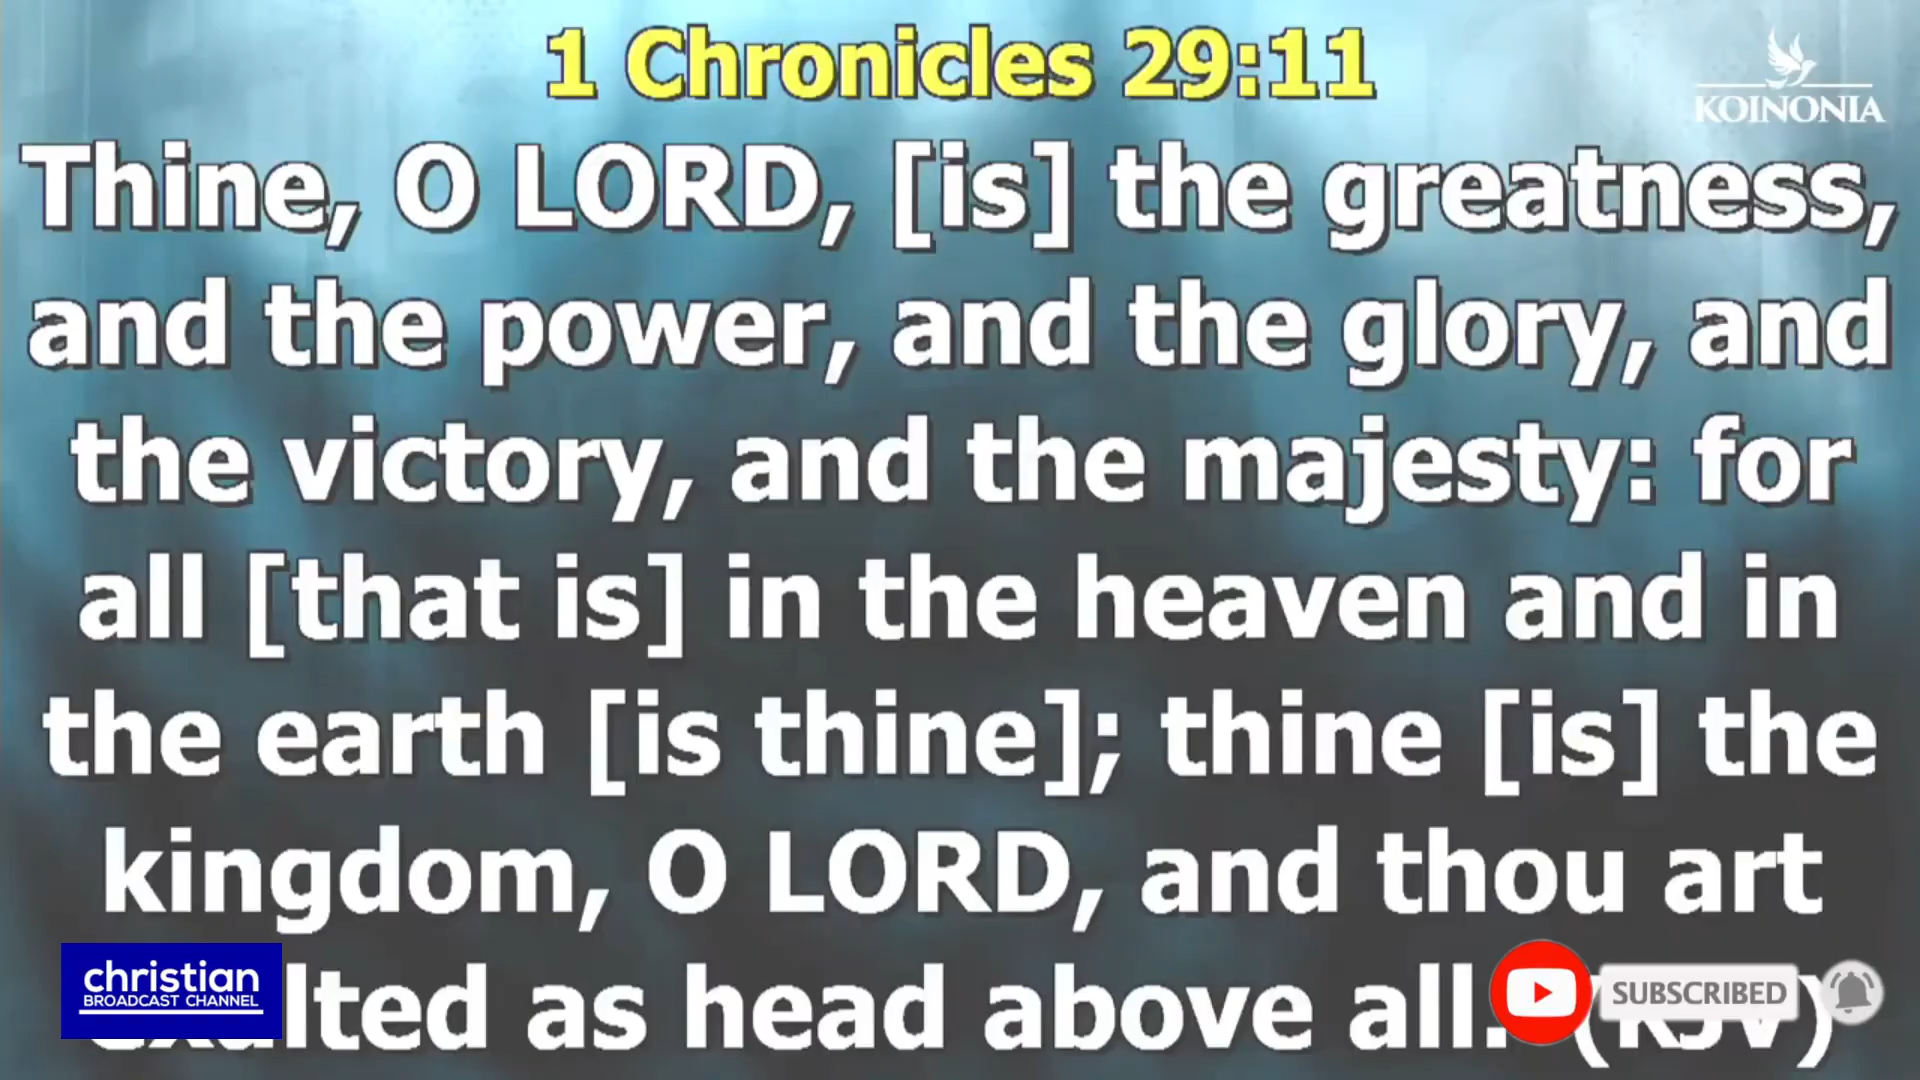 1 Chronicles 29:11
KOINONIA
Thine, O LORD, [is] the greatness,
and the power, and the glory, and
the victory, and the majesty: for
all [that is] in the heaven and in
the earth [is thine]; thine [is] the
kingdom, O LORD, and thou art
exalted as head above all. (KJV)
christian
BROADCAST CHANNEL
SUBSCRIBED